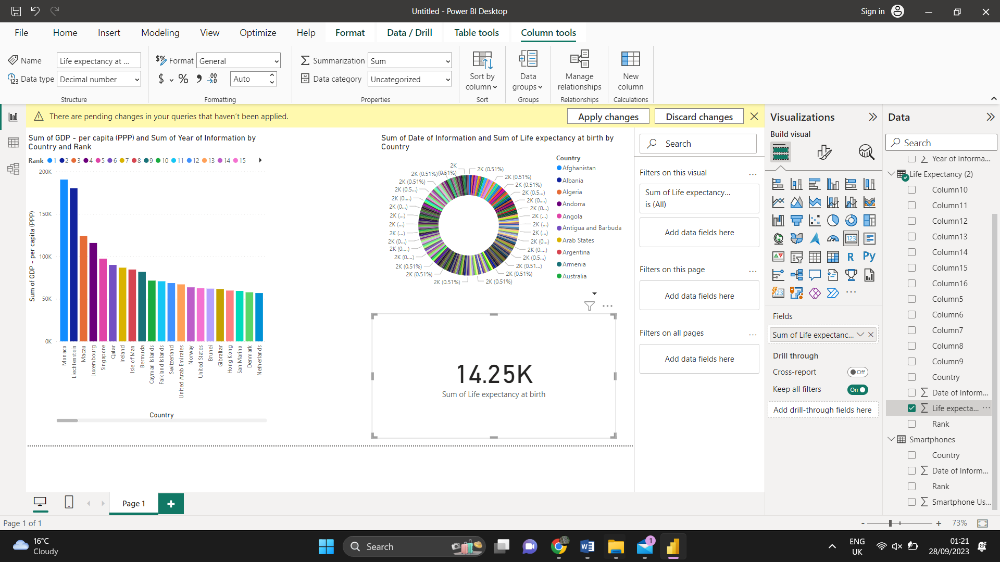 Untitled - Power BI Desktop
Sign in
File Home Insert Modeling View Optimize Help Format Data / Drill Table tools Column tools
Name Life expectancy at ...
Data type Decimal number
Structure
Format General
$ % Auto
Formatting
Summarization Sum
Data category Uncategorized
Properties
Sort by
column
Sort
Data
groups
Groups
Manage
relationships
Relationships
New
column
Calculations
There are pending changes in your queries that haven't been applied.
Apply changes
Discard changes
Sum of GDP - per capita (PPP) and Sum of Year of Information by
Country and Rank
Rank 1 2 3 4 5 6 7 8 9 10 11 12 13 14 15
200K
150K
100K
50K
0K
Sum of GDP - per capita (PPP)
Monaco
Liechtenstein
Macau
Luxembourg
Singapore
Qatar
Ireland
Isle of Man
Bermuda
Cayman Islands
Falkland Islands
Switzerland
United Arab Emirates
Norway
United States
Brunei
Gibraltar
Hong Kong
San Marino
Denmark
Netherlands
Country
Sum of Date of Information and Sum of Life expectancy at birth by
Country
2K
2K (0.51%)
2K (0.51%)
2K (0.51%)
2K (0.5...)
2K (0....)
2K (0...)
2K (...)
2K (...)
2K (...)
2K (0...)
2K (0....)
2K (0.5...)
2K (0.51...)
2K (0.51%)
2K (0.51%)
2K (0.51%)
2K (0.51%)
2K (0.51%)
2K (0....)
2K (0...)
2K (0...)
2K (...)
2K (...)
2K (...)
2K (0...)
2K (0....)
2K (0.5...)
2K (0.51%)
2K (0.51%)
(0.51%)
Country
Afghanistan
Albania
Algeria
Andorra
Angola
Antigua and Barbuda
Arab States
Argentina
Armenia
Australia
14.25K
Sum of Life expectancy at birth
Search
Filters on this visual
...
Sum of Life expectancy...
is (All)
Add data fields here
Filters on this page
...
Add data fields here
Filters on all pages
...
Add data fields here
Visualizations
Build visual
123
R
Py
123
...
Fields
Sum of Life expectanc...
Drill through
Cross-report Off
Keep all filters On
Add drill-through fields here
Data
Search
Year of Informa...
Life Expectancy (2)
Column10
Column11
Column12
Column13
Column14
Column15
Column16
Column5
Column6
Column7
Column8
Column9
Country
Date of Inform...
Life expecta... ...
Rank
Smartphones
Country
Date of Inform...
Rank
Smartphone Us...
Page 1
Page 1 of 1
- + 73%
16°C
Cloudy
Search
1
ENG
UK
01:21
28/09/2023